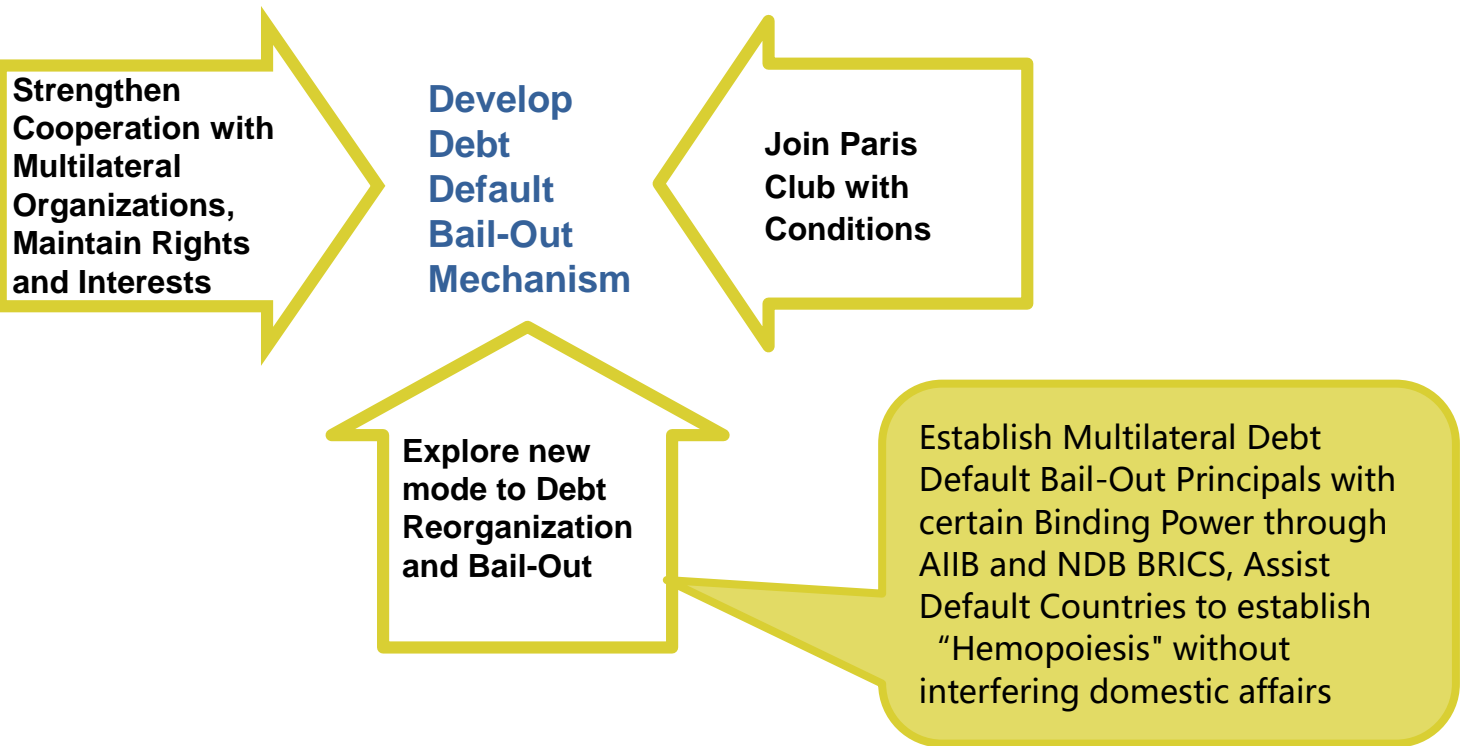 Strengthen
Cooperation with
Multilateral
Organizations,
Maintain Rights
and Interests
Develop
Debt
Default
Bail-Out
Mechanism
Join Paris
Club with
Conditions
Explore new
mode to Debt
Reorganization
and Bail-Out
Establish Multilateral Debt
Default Bail-Out Principals with
certain Binding Power through
AIIB and NDB BRICS, Assist
Default Countries to establish
“Hemopoiesis" without
interfering domestic affairs